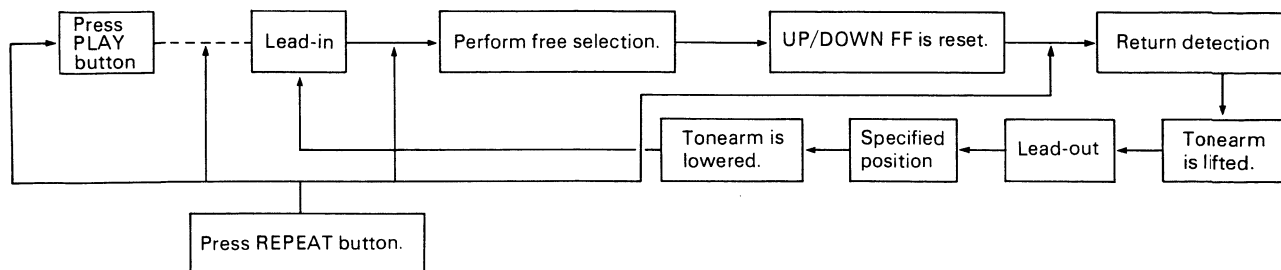 Press
PLAY
button
Lead-in
Perform free selection.
UP/DOWN FF is reset.
Return detection
Tonearm is
lowered.
Specified
position
Lead-out
Tonearm
is lifted.
Press REPEAT button.